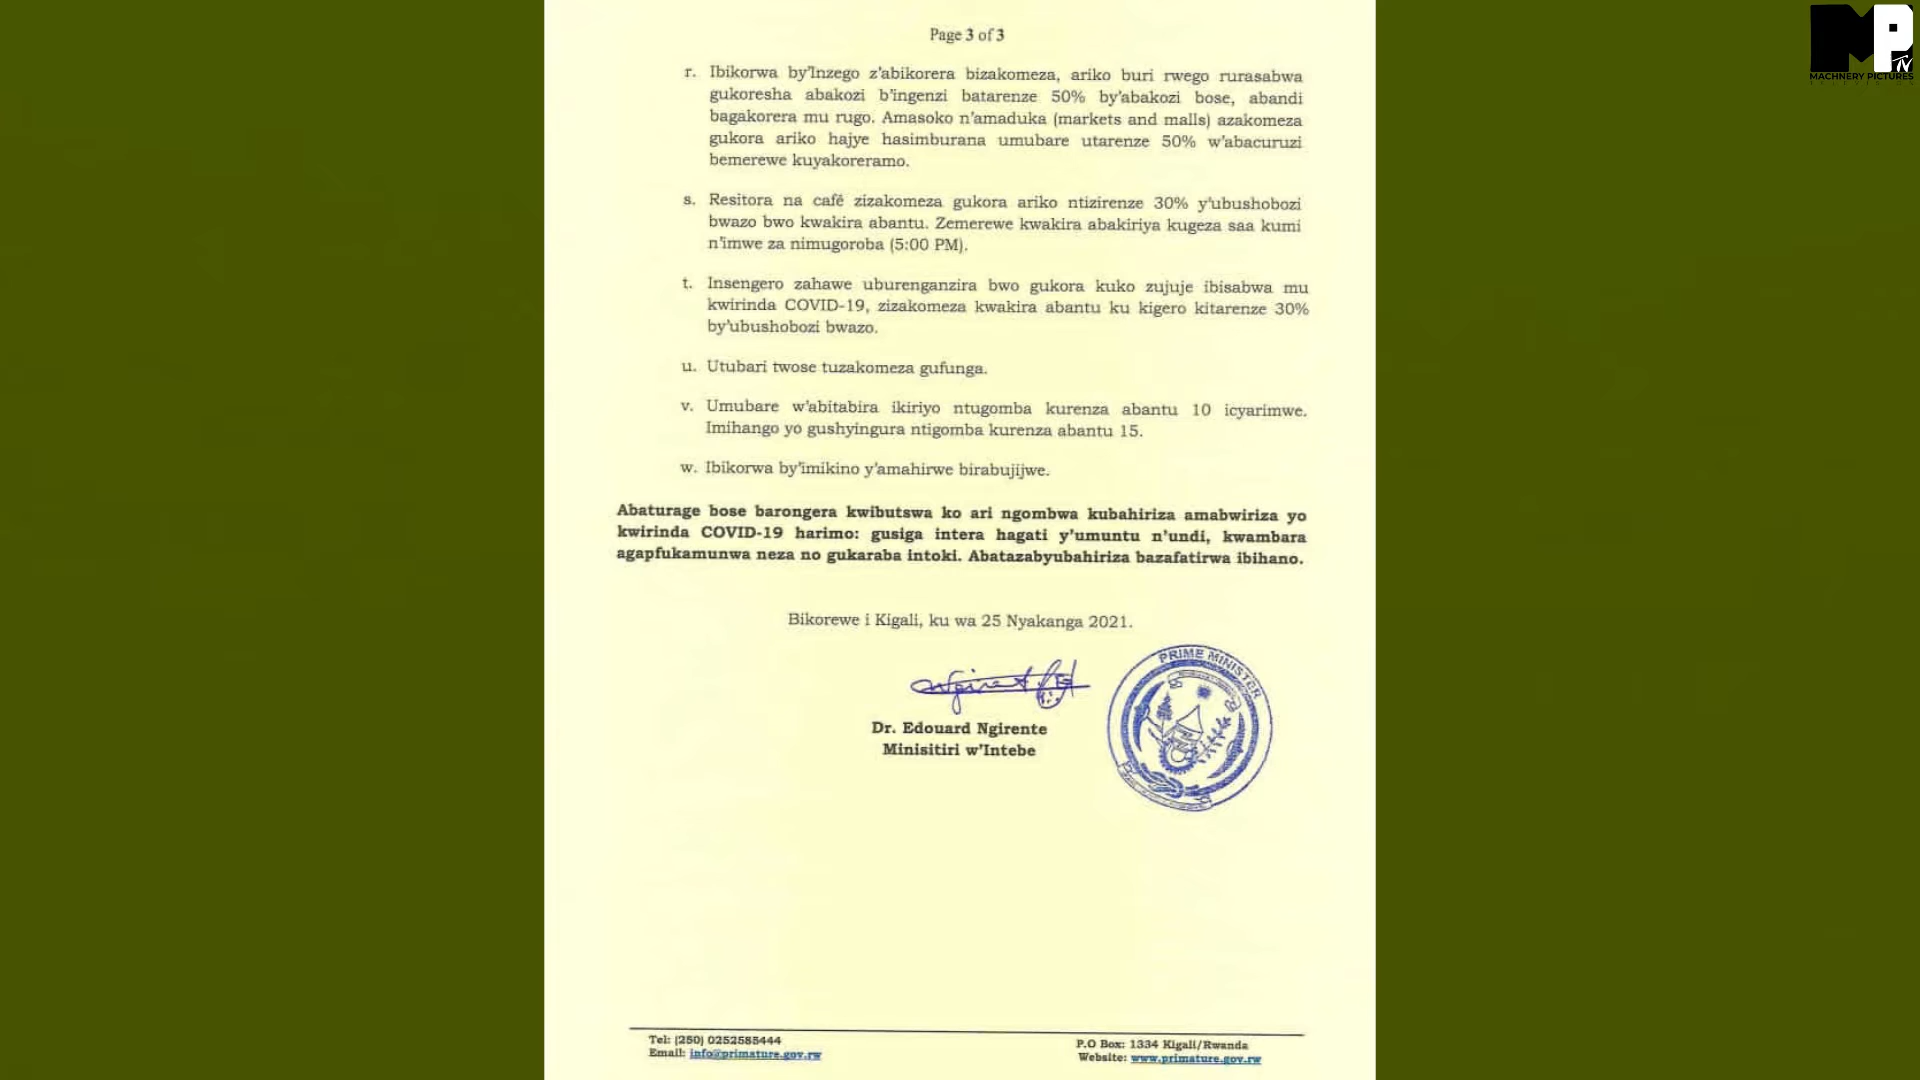 MACHNERY PICTURES
Page 3 of 3
r. Ibikorwa by'Inzego z'abikorera bizakomeza, ariko buri rwego rurasabwa
gukoresha abakozi b'ingenzi batarenze 50% by'abakozi bose, abandi
bagakorera mu rugo. Amasoko n'amaduka (markets and malls) azakomeza
gukora ariko hajye hasimburana umubare utarenze 50% w'abacuruzi
bemerewe kuyakoreramo.
s. Resitora na café zizakomeza gukora ariko ntizirenze 30% y'ubushobozi
bwazo bwo kwakira abantu. Zemerewe kwakira abakiriya kugeza saa kumi
n'imwe za nimugoroba (5:00 PM).
t. Insengero zahawe uburenganzira bwo gukora kuko zujuje ibisabwa mu
kwirinda COVID-19, zizakomeza kwakira abantu ku kigero kitarenze 30%
by'ubushobozi bwazo.
u. Utubari twose tuzakomeza gufunga.
v. Umubare w'abitabira ikiriyo ntugomba kurenza abantu 10 icyarimwe.
Imihango yo gushyingura ntigomba kurenza abantu 15.
w. Ibikorwa by'imikino y'amahirwe birabujijwe.
Abaturage bose barongera kwibutswa ko ari ngombwa kubahiriza amabwiriza yo
kwirinda COVID-19 harimo: gusiga intera hagati y'umuntu n'undi, kwambara
agapfukamunwa neza no gukaraba intoki. Abatazabyubahiriza bazafatirwa ibihano.
Bikorewe i Kigali, ku wa 25 Nyakanga 2021.
PRIME MINISTER
Dr. Edouard Ngirente
Minisitiri w'Intebe
Tel: (250) 0252585444
Email: info@primature.gov.rw
P.O Box: 1334 Kigali/Rwanda
Website: www.primature.gov.rw